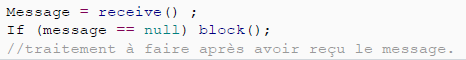 Message = receive() ;
If (message == null) block();
//traitement à faire après avoir reçu le message.